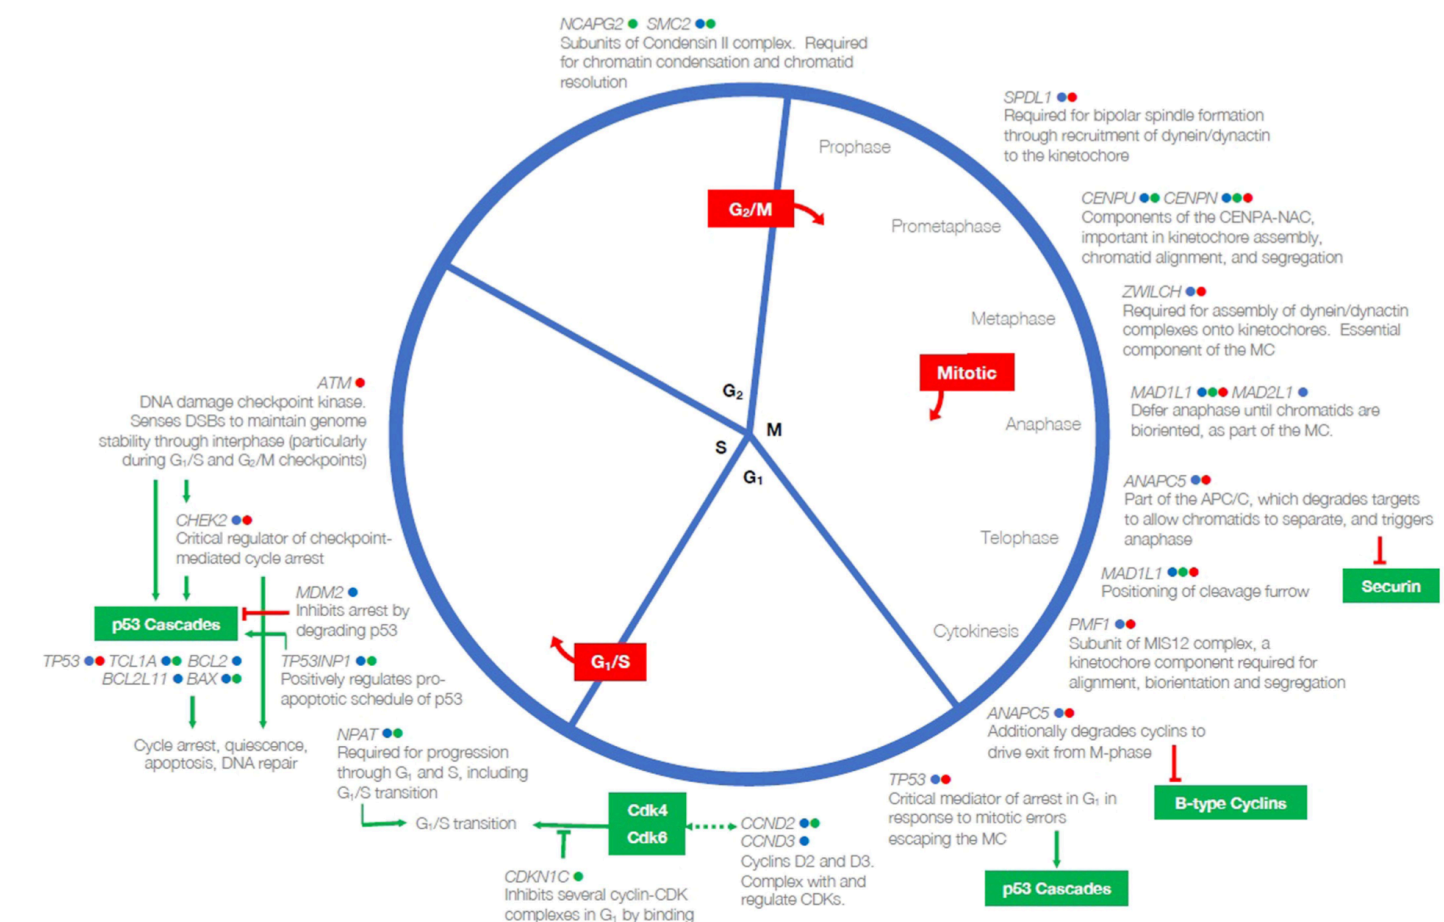 NCAPG2 SMC2
Subunits of Condensin II complex. Required
for chromatin condensation and chromatid
resolution
SPDL1
Required for bipolar spindle formation
through recruitment of dynein/dynactin
to the kinetochore
Prophase
G₂/M
Prometaphase
CENPU CENPN
Components of the CENPA-NAC,
important in kinetochore assembly,
chromatid alignment, and segregation
ZWILCH
Required for assembly of dynein/dynactin
complexes onto kinetochores. Essential
component of the MC
Metaphase
Mitotic
MAD1L1 MAD2L1
Defer anaphase until chromatids are
bioriented, as part of the MC.
Anaphase
G₂
M
S
G₁
ATM
DNA damage checkpoint kinase.
Senses DSBs to maintain genome
stability through interphase (particularly
during G₁/S and G₂/M checkpoints)
ANAPC5
Part of the APC/C, which degrades targets
to allow chromatids to separate, and triggers
anaphase
Securin
CHEK2
Critical regulator of checkpoint-
mediated cycle arrest
Telophase
MAD1L1
Positioning of cleavage furrow
MDM2
Inhibits arrest by
degrading p53
p53 Cascades
Cytokinesis
PMF1
Subunit of MIS12 complex, a
kinetochore component required for
alignment, biorientation and segregation
G₁/S
TP53 TCL1A BCL2
BCL2L11 BAX
TP53INP1
Positively regulates pro-
apoptotic schedule of p53
Cycle arrest, quiescence,
apoptosis, DNA repair
ANAPC5
Additionally degrades cyclins to
drive exit from M-phase
B-type Cyclins
NPAT
Required for progression
through G₁ and S, including
G₁/S transition
G₁/S transition
Cdk4
Cdk6
CCND2
CCND3
Cyclins D2 and D3.
Complex with and
regulate CDKs.
TP53
Critical mediator of arrest in G₁ in
response to mitotic errors
escaping the MC
p53 Cascades
CDKN1C
Inhibits several cyclin-CDK
complexes in G₁ by binding